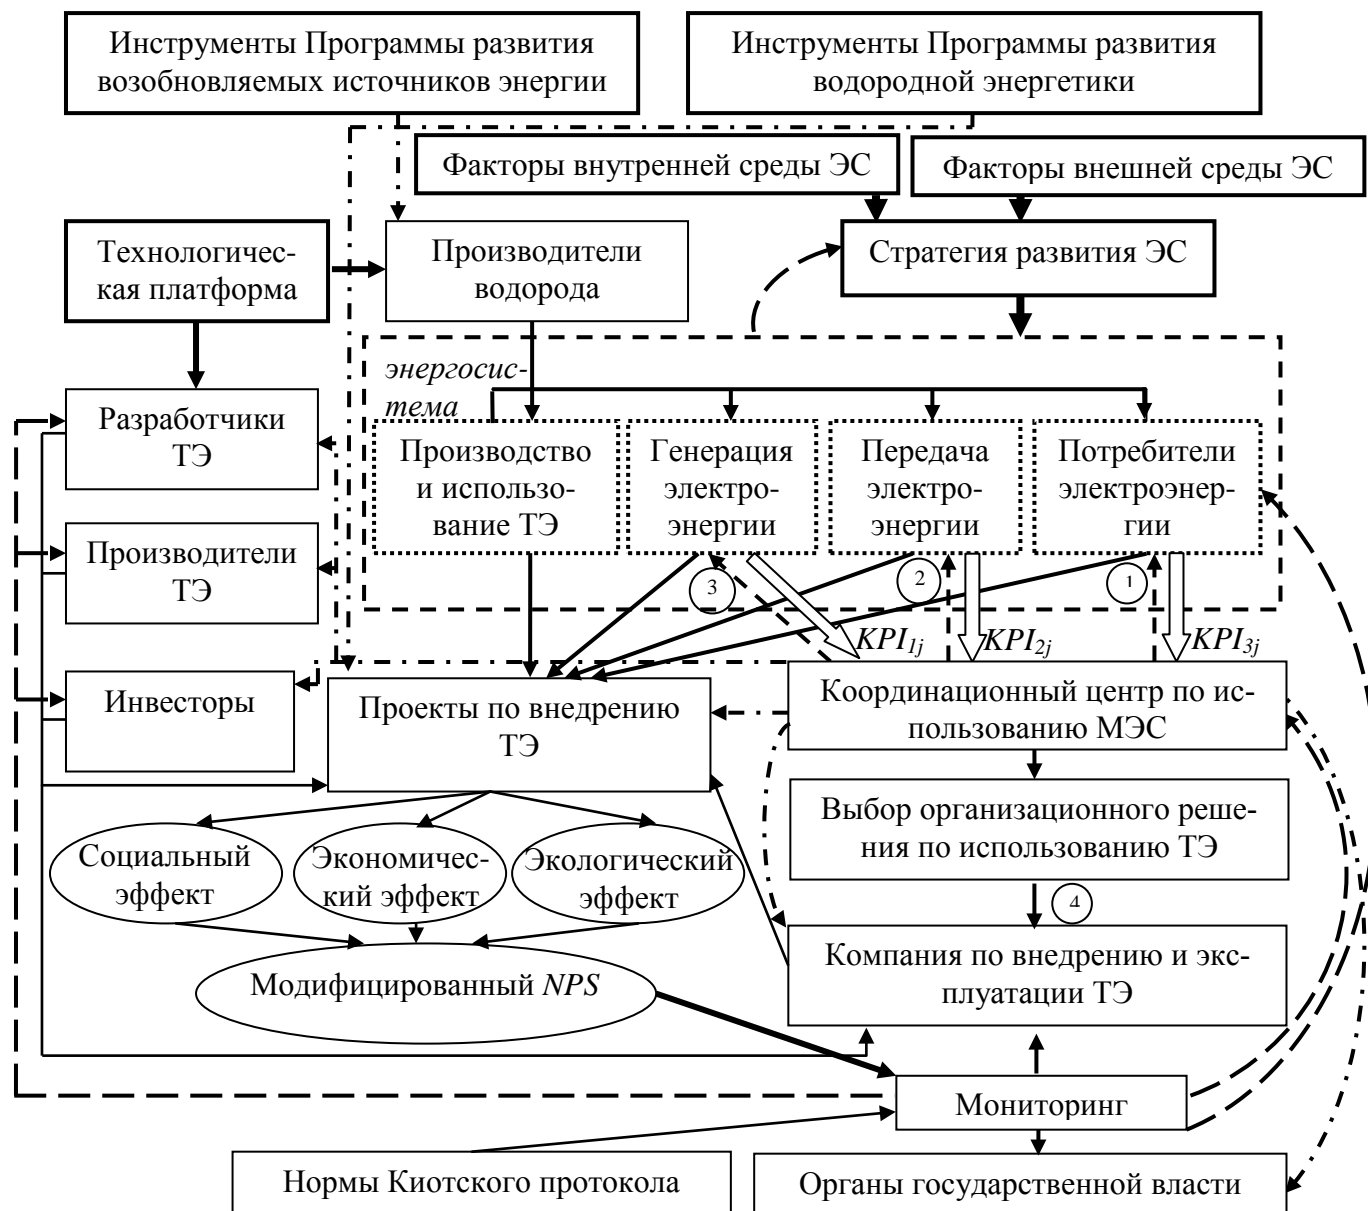 Инструменты Программы развития
возобновляемых источников энергии
Инструменты Программы развития
водородной энергетики
Факторы внутренней среды ЭС
Факторы внешней среды ЭС
Технологичес-
кая платформа
Производители
водорода
Стратегия развития ЭС
энергосис-
тема
Разработчики
ТЭ
Производство
и использо-
вание ТЭ
Генерация
электро-
энергии
Передача
электро-
энергии
Потребители
электроэнер-
гии
Производители
ТЭ
3
2
1
KPI1j
KPI2j
KPI3j
Инвесторы
Проекты по внедрению
ТЭ
Координационный центр по ис-
пользованию МЭС
Выбор организационного реше-
ния по использованию ТЭ
Социальный
эффект
Экономичес-
кий эффект
Экологический
эффект
4
Модифицированный NPS
Компания по внедрению и экс-
плуатации ТЭ
Мониторинг
Нормы Киотского протокола
Органы государственной власти